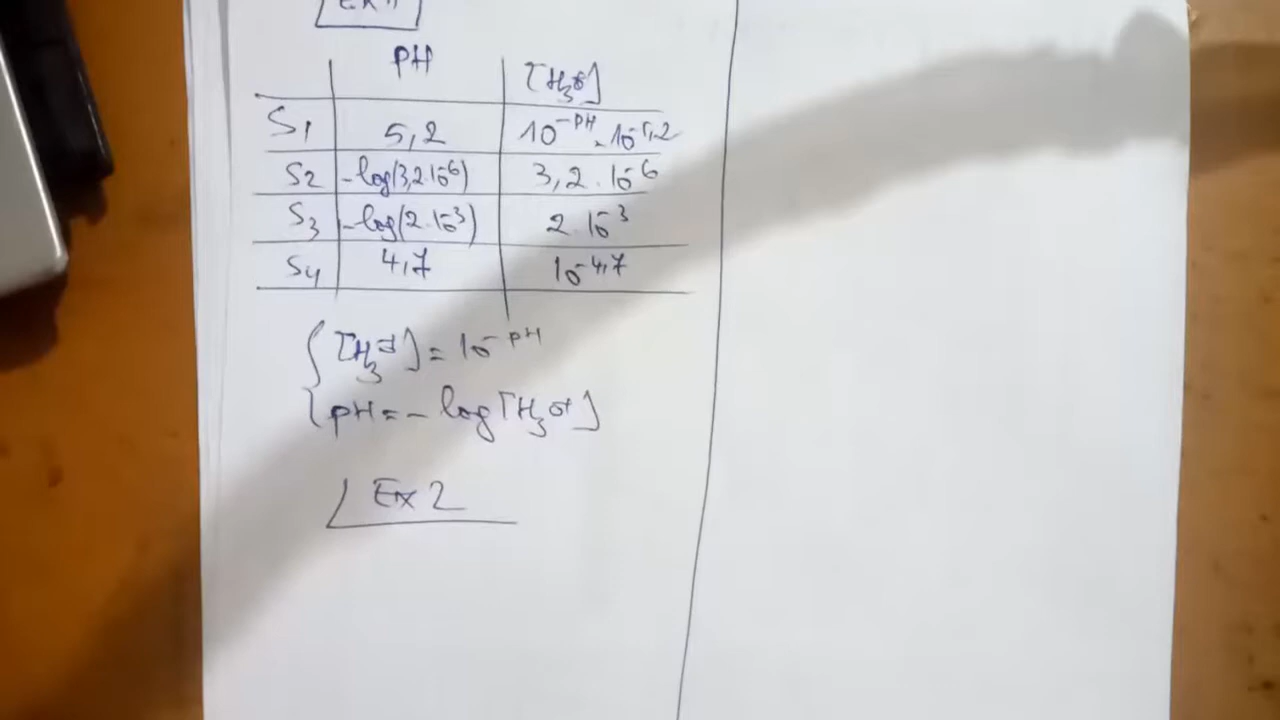 Ex 1
PH [H3O+]
S1 5,2 10^-PH = 10^-5,2
S2 -log(3,2.10^-6) 3,2.10^-6
S3 -log(2.10^-3) 2.10^-3
S4 4,7 10^-4,7
[H3O+] = 10^-PH
pH = -log[H3O+]
Ex 2